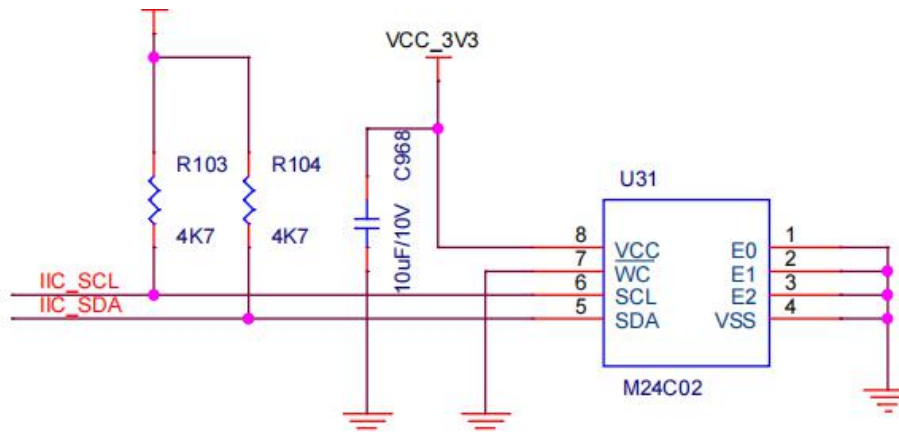 VCC_3V3
R103
R104
4K7
4K7
C968
10uF/10V
IIC_SCL
IIC_SDA
U31
8
7
6
5
VCC
WC
SCL
SDA
E0
E1
E2
VSS
1
2
3
4
M24C02